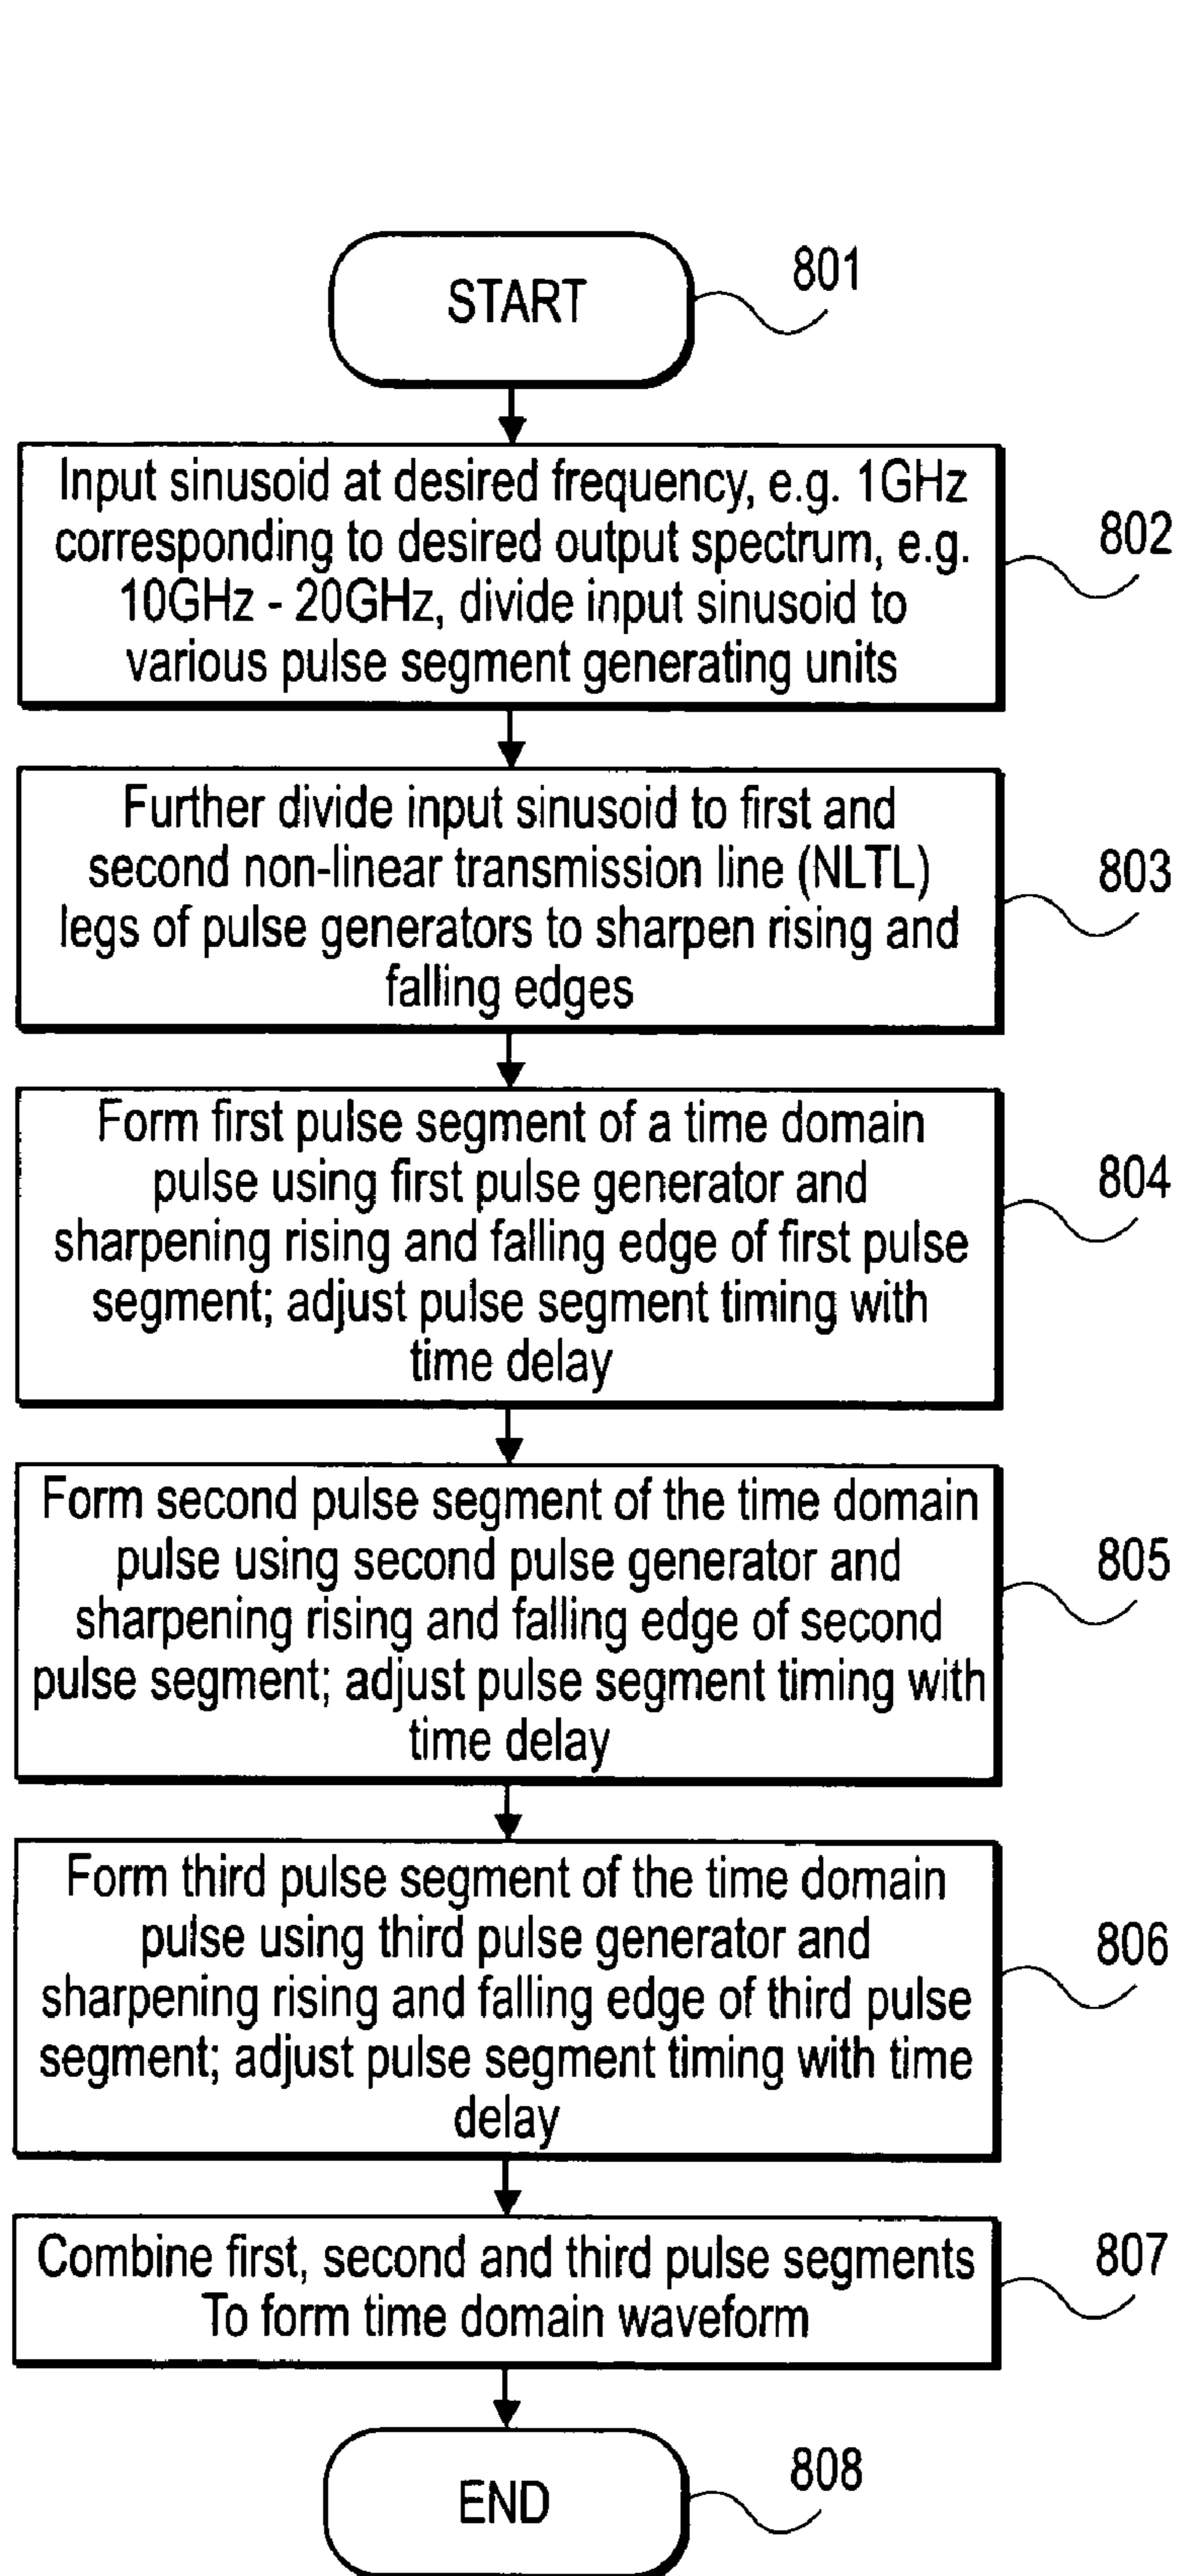 START
801
Input sinusoid at desired frequency, e.g. 1GHz
corresponding to desired output spectrum, e.g.
10GHz - 20GHz, divide input sinusoid to
various pulse segment generating units
802
Further divide input sinusoid to first and
second non-linear transmission line (NLTL)
legs of pulse generators to sharpen rising and
falling edges
803
Form first pulse segment of a time domain
pulse using first pulse generator and
sharpening rising and falling edge of first pulse
segment; adjust pulse segment timing with
time delay
804
Form second pulse segment of the time domain
pulse using second pulse generator and
sharpening rising and falling edge of second
pulse segment; adjust pulse segment timing with
time delay
805
Form third pulse segment of the time domain
pulse using third pulse generator and
sharpening rising and falling edge of third pulse
segment; adjust pulse segment timing with time
delay
806
Combine first, second and third pulse segments
To form time domain waveform
807
END
808